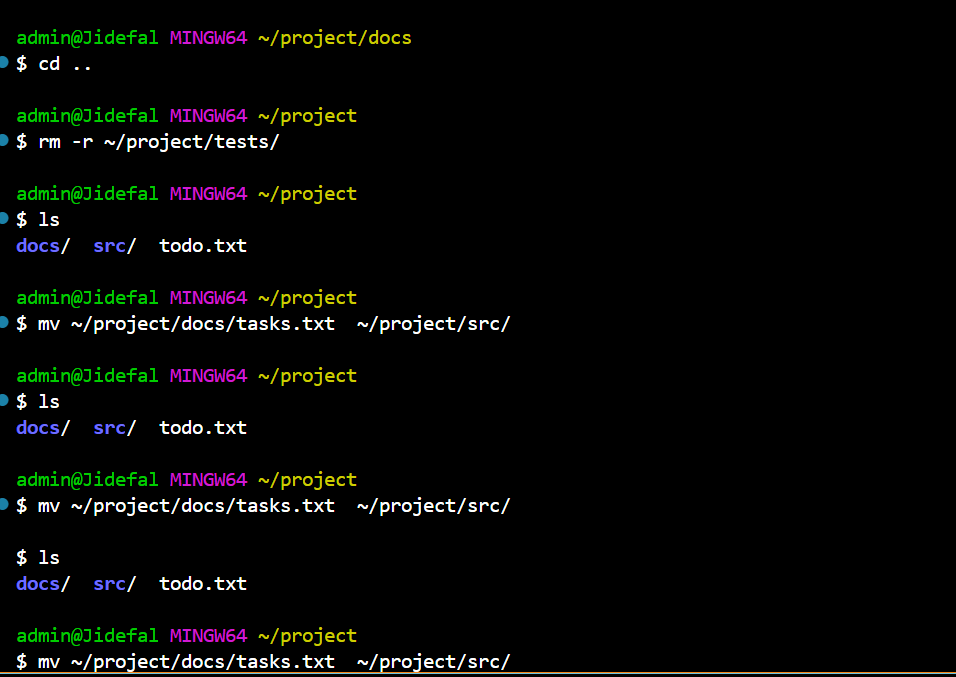 admin@Jidefal MINGW64 ~/project/docs
$ cd ..
admin@Jidefal MINGW64 ~/project
$ rm -r ~/project/tests/
admin@Jidefal MINGW64 ~/project
$ ls
docs/  src/  todo.txt
admin@Jidefal MINGW64 ~/project
$ mv ~/project/docs/tasks.txt  ~/project/src/
admin@Jidefal MINGW64 ~/project
$ ls
docs/  src/  todo.txt
admin@Jidefal MINGW64 ~/project
$ mv ~/project/docs/tasks.txt  ~/project/src/
$ ls
docs/  src/  todo.txt
admin@Jidefal MINGW64 ~/project
$ mv ~/project/docs/tasks.txt  ~/project/src/